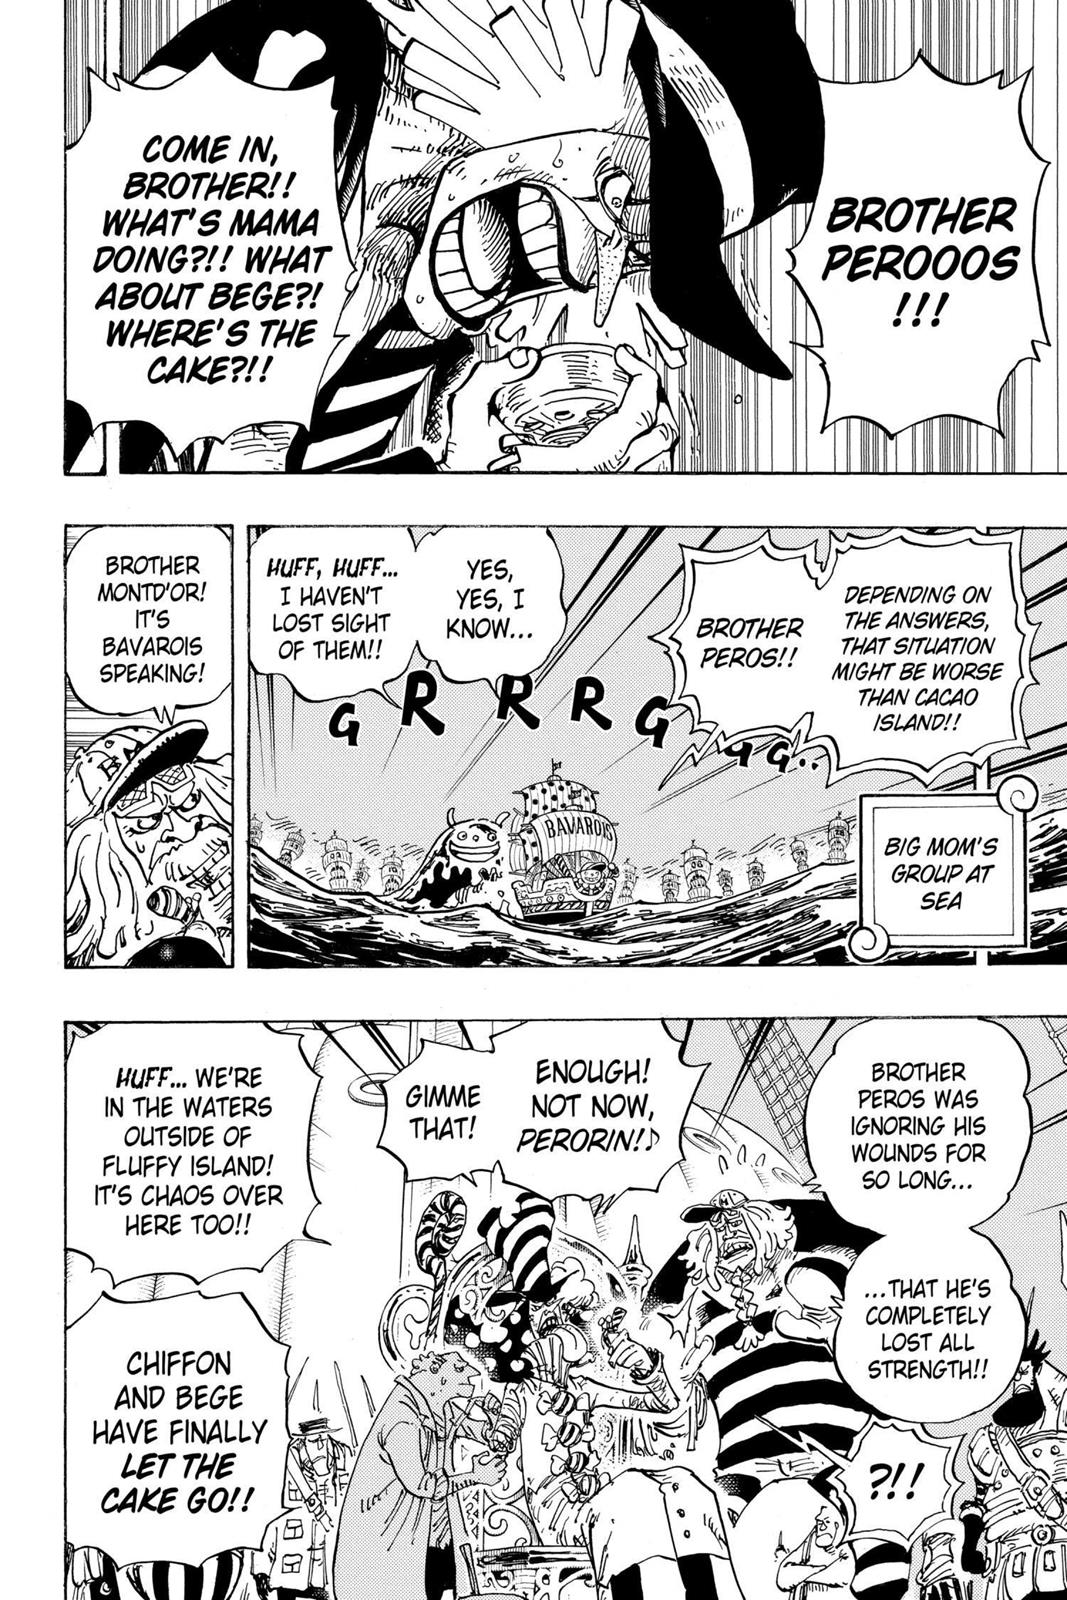 BROTHER
PEROOOS
!!!
COME IN,
BROTHER!!
WHAT'S MAMA
DOING?!! WHAT
ABOUT BEGE?!
WHERE'S THE
CAKE?!!
DEPENDING ON
THE ANSWERS,
THAT SITUATION
MIGHT BE WORSE
THAN CACAO
ISLAND!!
BROTHER
PEROS!!
BIG MOM'S
GROUP AT
SEA
YES,
YES, I
KNOW...
HUFF, HUFF...
I HAVEN'T
LOST SIGHT
OF THEM!!
GRRRGGG..
BAVAROIS
BROTHER
MONTD'OR!
IT'S
BAVAROIS
SPEAKING!
BA
BROTHER
PEROS WAS
IGNORING HIS
WOUNDS FOR
SO LONG...
...THAT HE'S
COMPLETELY
LOST ALL
STRENGTH!!
?!!
ENOUGH!
NOT NOW,
PERORIN!♪
GIMME
THAT!
M
HUFF... WE'RE
IN THE WATERS
OUTSIDE OF
FLUFFY ISLAND!
IT'S CHAOS OVER
HERE TOO!!
CHIFFON
AND BEGE
HAVE FINALLY
LET THE
CAKE GO!!